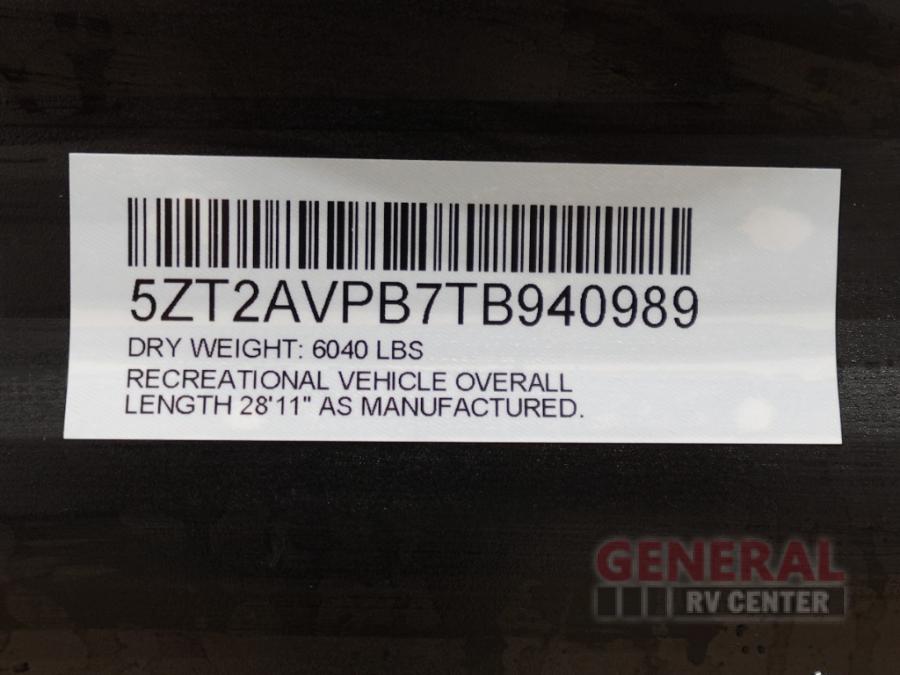 5ZT2AVPB7TB940989
DRY WEIGHT: 6040 LBS
RECREATIONAL VEHICLE OVERALL
LENGTH 28'11" AS MANUFACTURED.
GENERAL
RV CENTER